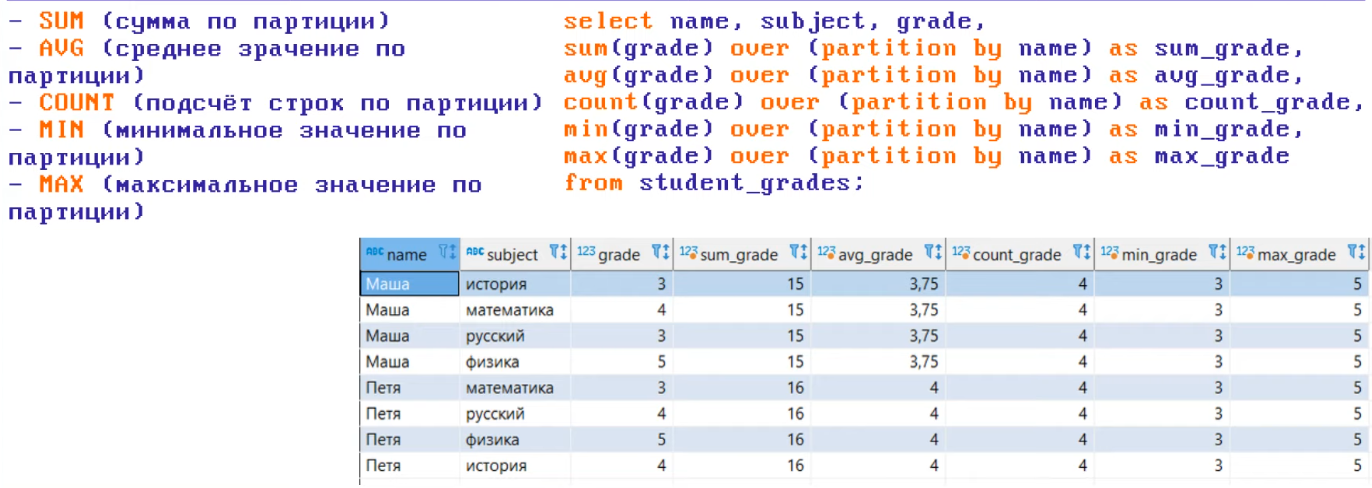 - SUM (сумма по партиции)
- AVG (среднее зрачение по
партиции)
- COUNT (подсчёт строк по партиции)
- MIN (минимальное значение по
партиции)
- MAX (максимальное значение по
партиции)
select name, subject, grade,
sum(grade) over (partition by name) as sum_grade,
avg(grade) over (partition by name) as avg_grade,
count(grade) over (partition by name) as count_grade,
min(grade) over (partition by name) as min_grade,
max(grade) over (partition by name) as max_grade
from student_grades;
ABC name ABC subject 123 grade 123 sum_grade 123 avg_grade 123 count_grade 123 min_grade 123 max_grade
Маша история 3 15 3,75 4 3 5
Маша математика 4 15 3,75 4 3 5
Маша русский 3 15 3,75 4 3 5
Маша физика 5 15 3,75 4 3 5
Петя математика 3 16 4 4 3 5
Петя русский 4 16 4 4 3 5
Петя физика 5 16 4 4 3 5
Петя история 4 16 4 4 3 5